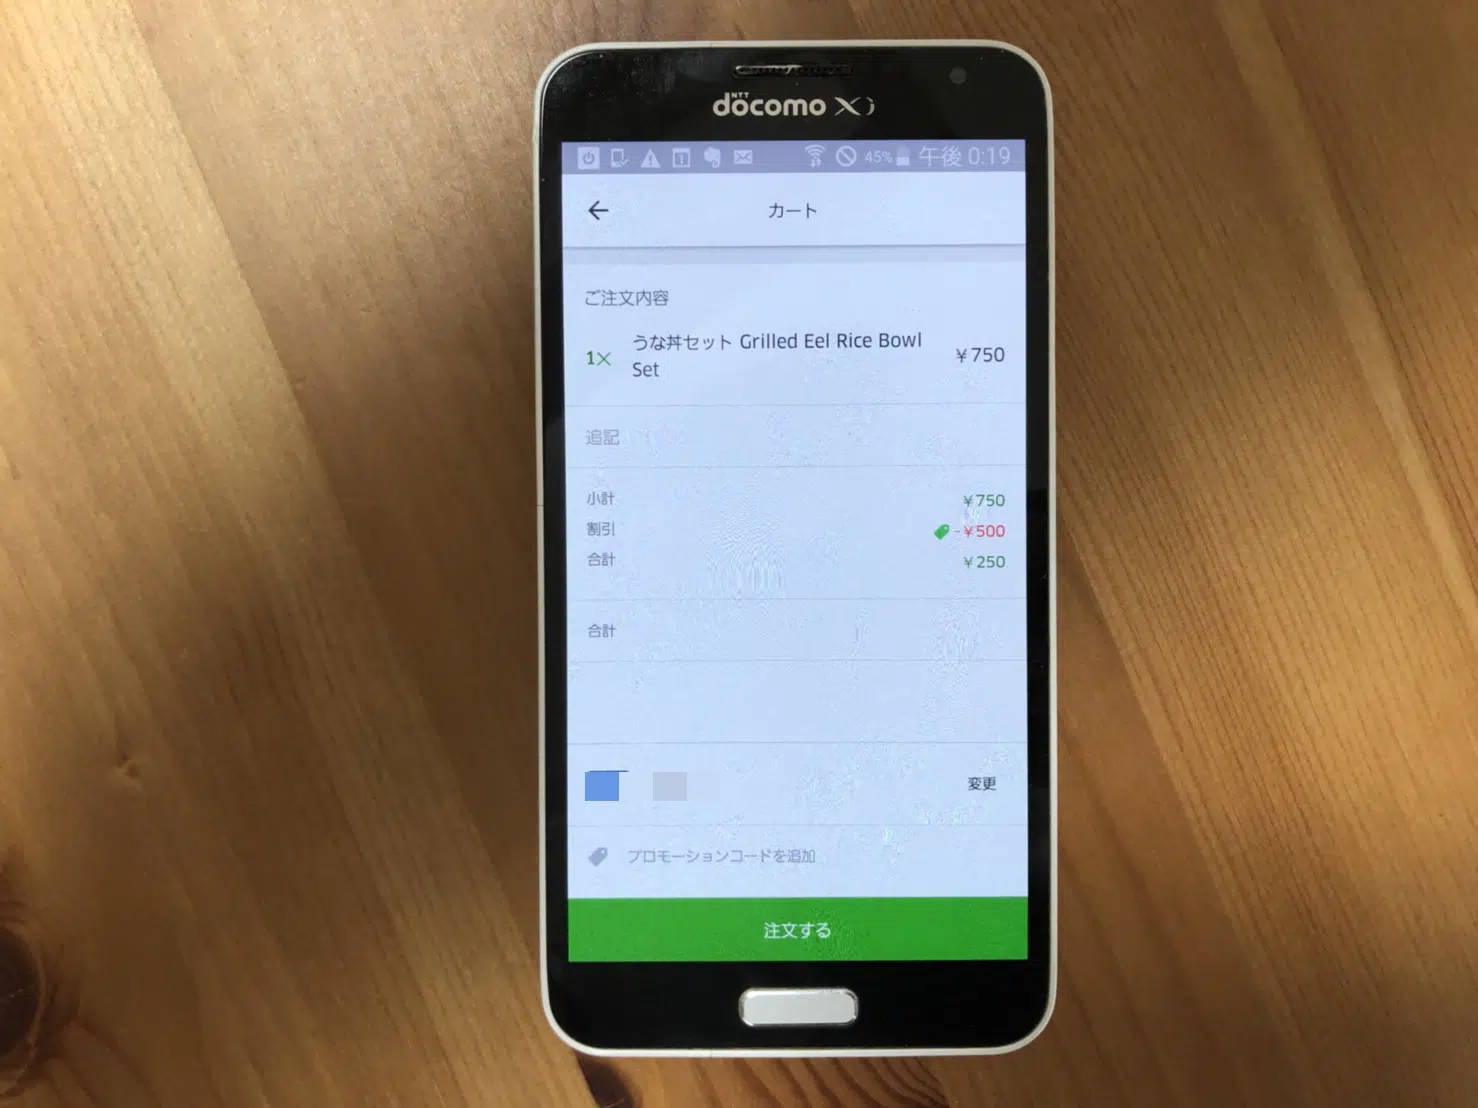 NTT
docomo Xi
45% 午後 0:19
カート
ご注文内容
1× うな丼セット Grilled Eel Rice Bowl Set ¥750
追記
小計 ¥750
割引 -¥500
合計 ¥250
合計
変更
プロモーションコードを追加
注文する